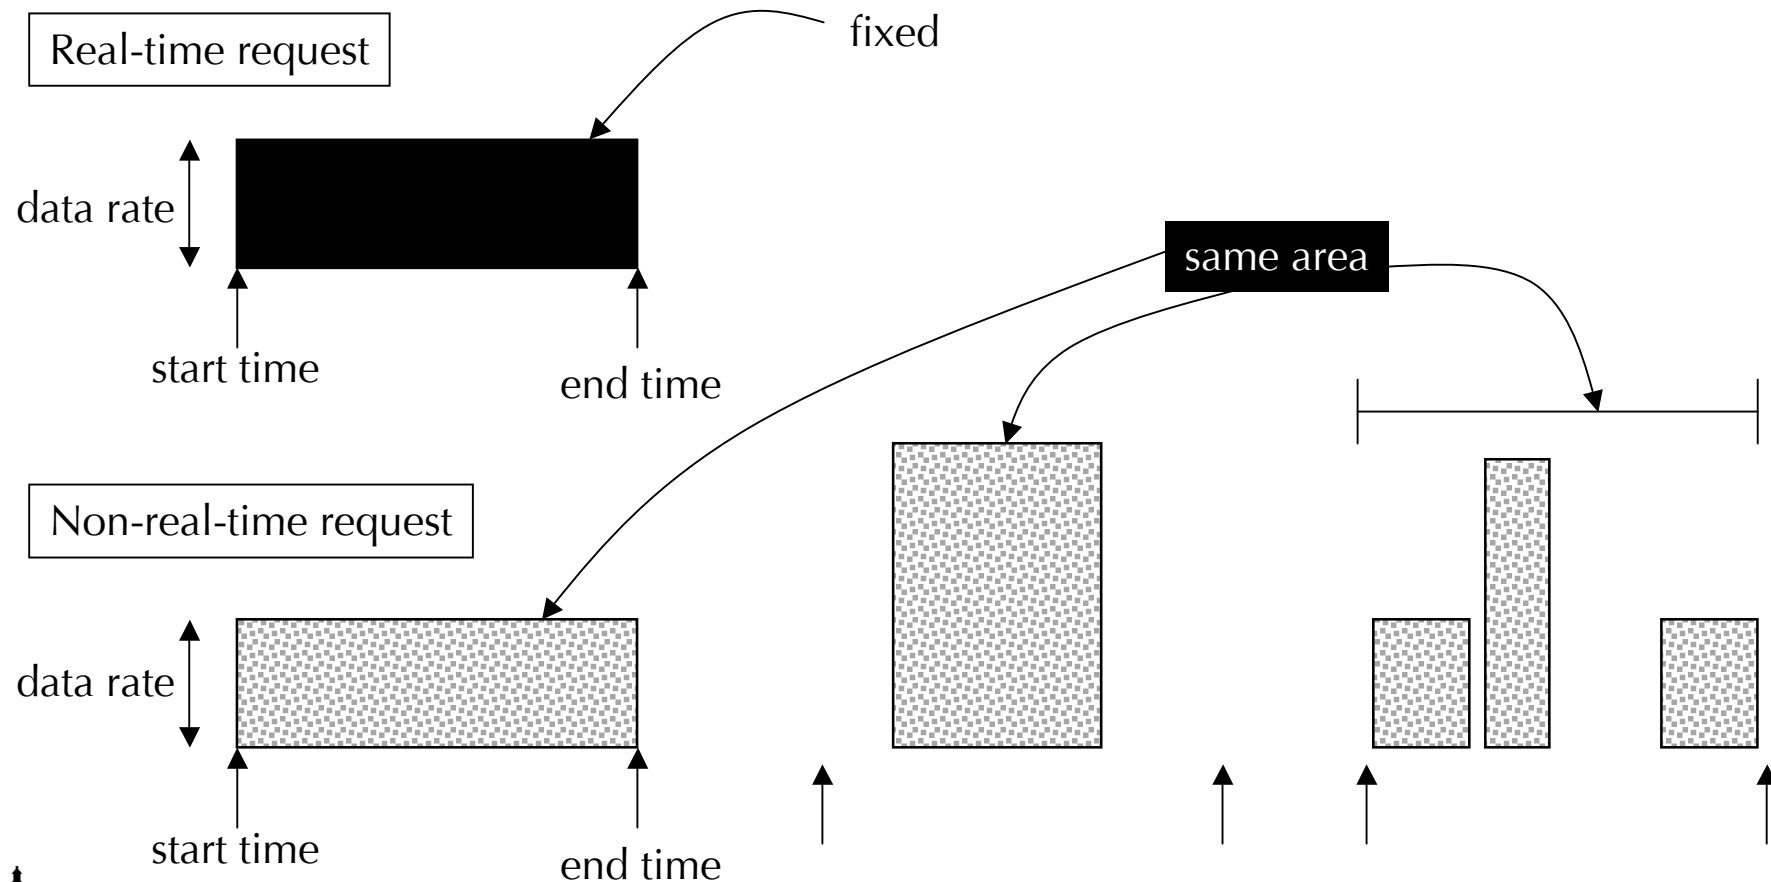 Real-time request
fixed
data rate
start time
end time
same area
Non-real-time request
data rate
start time
end time